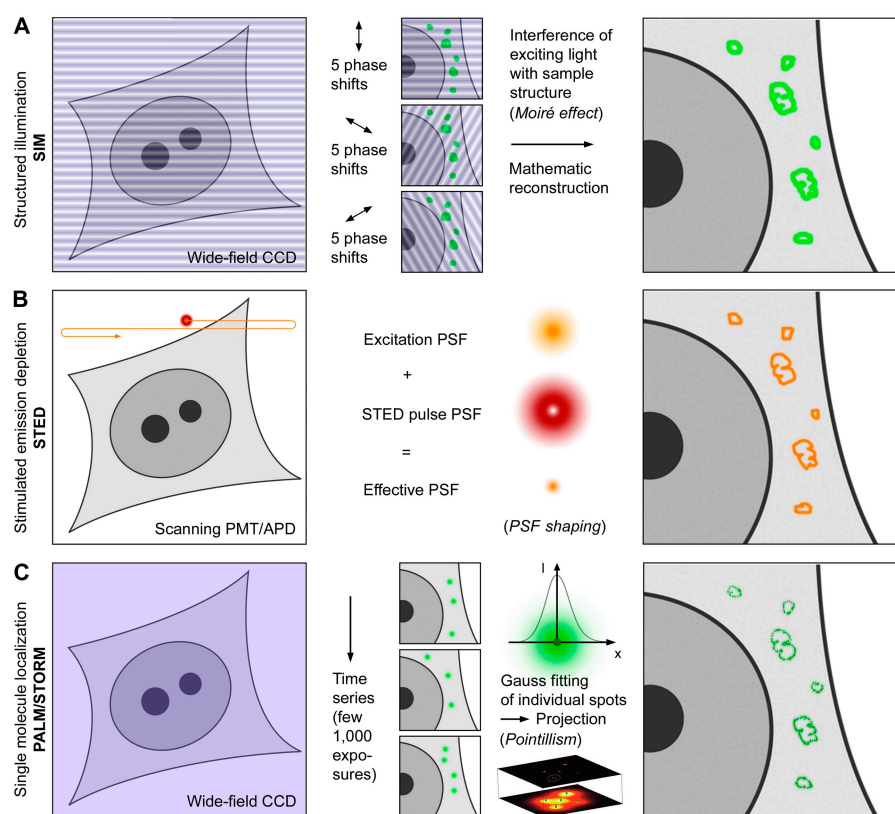 A
Structured illumination
SIM
Wide-field CCD
5 phase
shifts
5 phase
shifts
5 phase
shifts
Interference of
exciting light
with sample
structure
(Moiré effect)
Mathematic
reconstruction
B
Stimulated emission depletion
STED
Scanning PMT/APD
Excitation PSF
+
STED pulse PSF
=
Effective PSF
(PSF shaping)
C
Single molecule localization
PALM/STORM
Wide-field CCD
Time
series
(few
1,000
expo-
sures)
I
x
Gauss fitting
of individual spots
Projection
(Pointillism)